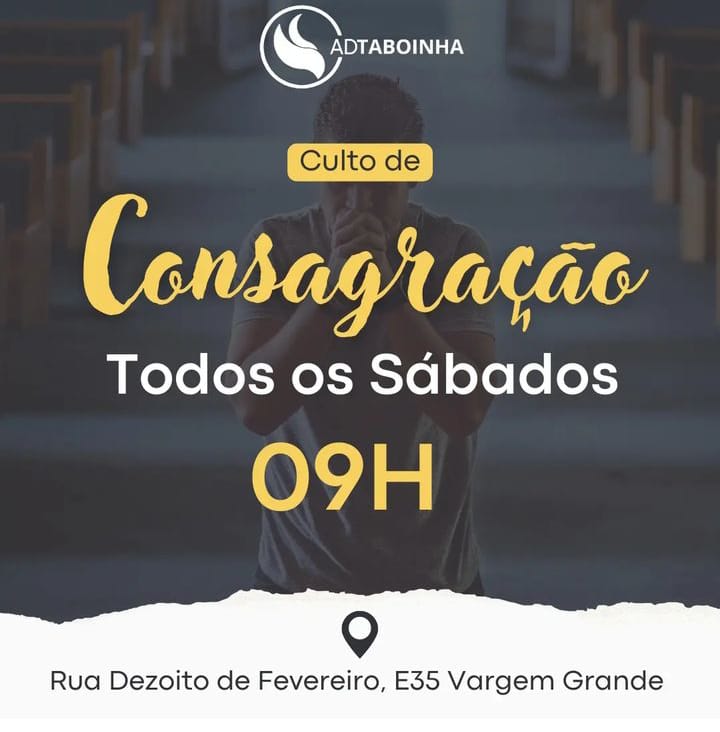 ADTABOINHA
Culto de
Consagração
Todos os Sábados
09H
Rua Dezoito de Fevereiro, E35 Vargem Grande